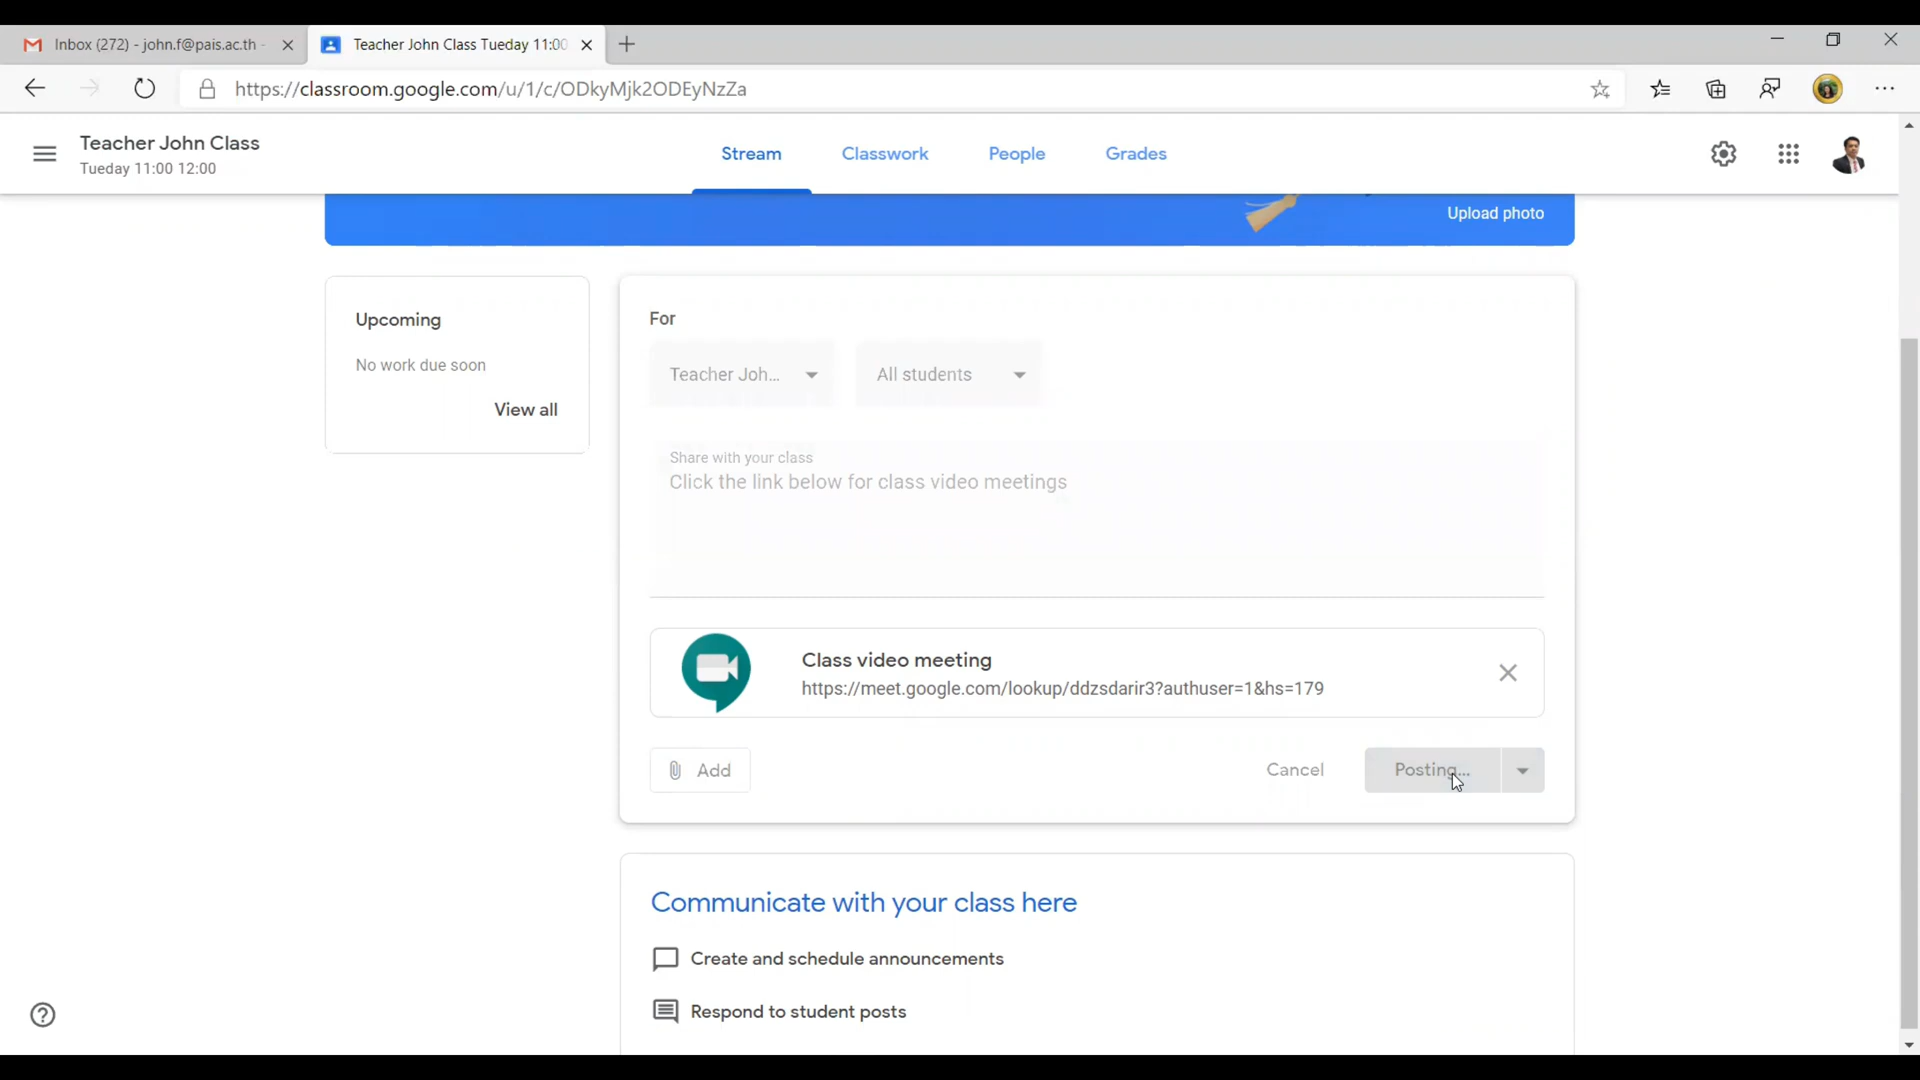 Inbox (272) - john.f@pais.ac.th -
Teacher John Class Tueday 11:00
https://classroom.google.com/u/1/c/ODkyMjk2ODEyNzZa
Teacher John Class
Tueday 11:00 12:00
Stream
Classwork
People
Grades
Upload photo
Upcoming
No work due soon
View all
For
Teacher Joh...
All students
Share with your class
Click the link below for class video meetings
Class video meeting
https://meet.google.com/lookup/ddzsdarir3?authuser=1&hs=179
Add
Cancel
Posting...
Communicate with your class here
Create and schedule announcements
Respond to student posts